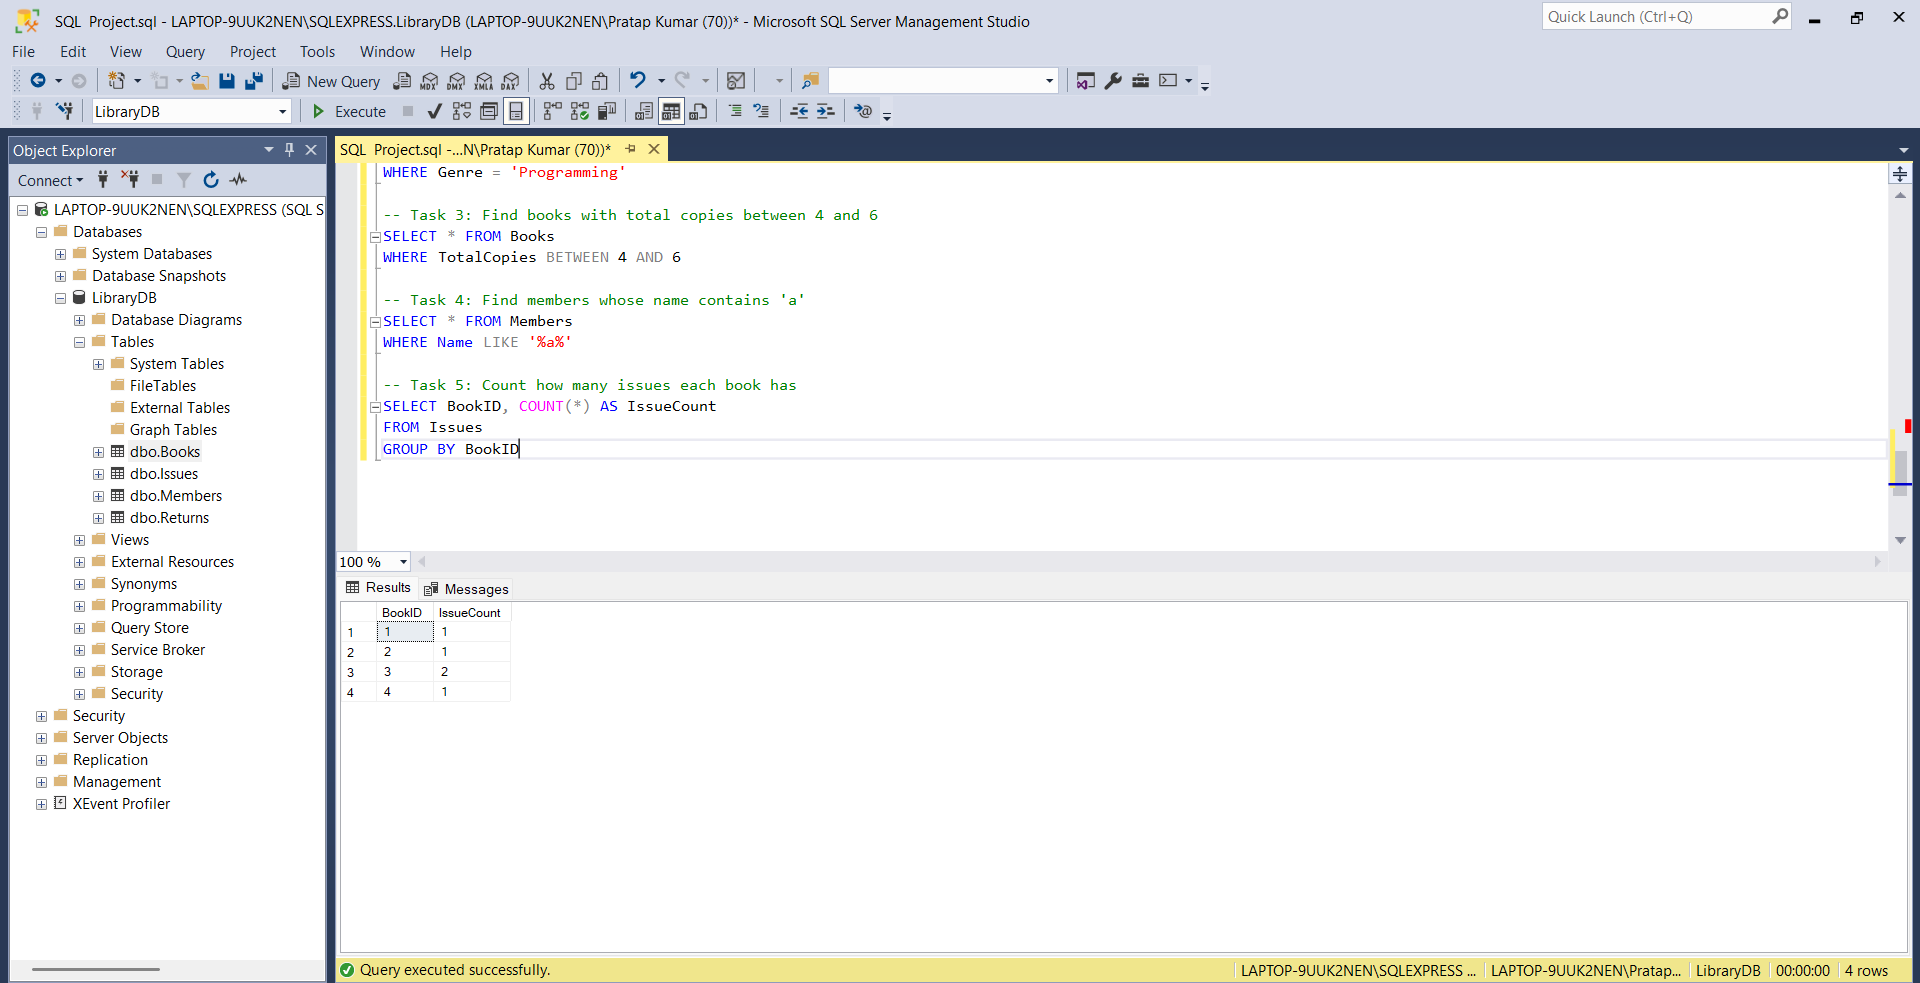 SQL Project.sql - LAPTOP-9UUK2NEN\SQLEXPRESS.LibraryDB (LAPTOP-9UUK2NEN\Pratap Kumar (70))* - Microsoft SQL Server Management Studio
Quick Launch (Ctrl+Q)
File Edit View Query Project Tools Window Help
New Query MDX DMX XMLA DAX
LibraryDB Execute
Object Explorer
SQL Project.sql -...N\Pratap Kumar (70))*
Connect
LAPTOP-9UUK2NEN\SQLEXPRESS (SQL S
Databases
System Databases
Database Snapshots
LibraryDB
Database Diagrams
Tables
System Tables
FileTables
External Tables
Graph Tables
dbo.Books
dbo.Issues
dbo.Members
dbo.Returns
Views
External Resources
Synonyms
Programmability
Query Store
Service Broker
Storage
Security
Security
Server Objects
Replication
Management
XEvent Profiler
WHERE Genre = 'Programming'
-- Task 3: Find books with total copies between 4 and 6
SELECT * FROM Books
WHERE TotalCopies BETWEEN 4 AND 6
-- Task 4: Find members whose name contains 'a'
SELECT * FROM Members
WHERE Name LIKE '%a%'
-- Task 5: Count how many issues each book has
SELECT BookID, COUNT(*) AS IssueCount
FROM Issues
GROUP BY BookID
100 %
Results Messages
BookID IssueCount
1 1 1
2 2 1
3 3 2
4 4 1
Query executed successfully.
LAPTOP-9UUK2NEN\SQLEXPRESS ... LAPTOP-9UUK2NEN\Pratap... LibraryDB 00:00:00 4 rows